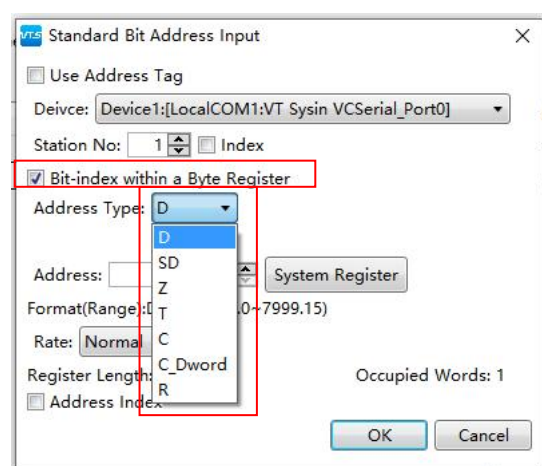 VT5 Standard Bit Address Input
Use Address Tag
Deivce: Device1:[LocalCOM1:VT Sysin VCSerial_Port0]
Station No: 1 Index
Bit-index within a Byte Register
Address Type: D
D
SD
Z
T
C
C_Dword
R
Address: System Register
Format(Range): .0~7999.15)
Rate: Normal
Register Length: Occupied Words: 1
Address Index
OK Cancel